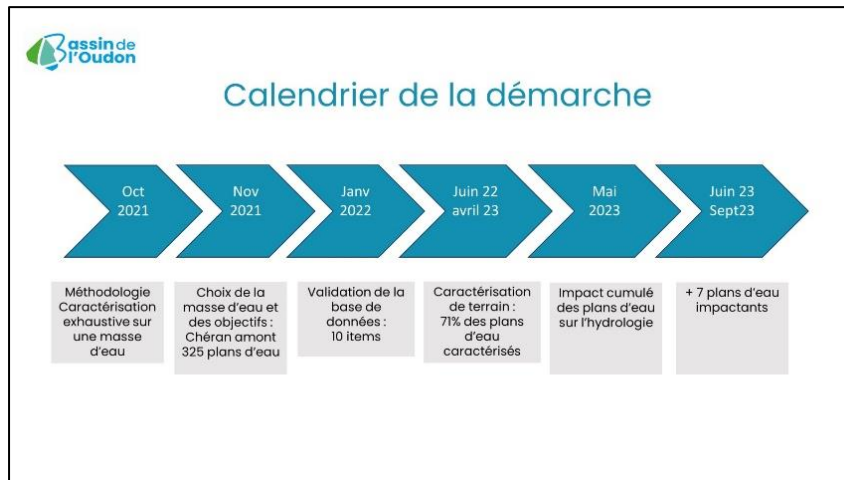 Bassin de
l'Oudon
Calendrier de la démarche
Oct
2021
Nov
2021
Janv
2022
Juin 22
avril 23
Mai
2023
Juin 23
Sept23
Méthodologie
Caractérisation
exhaustive sur
une masse
d'eau
Choix de la
masse d'eau et
des objectifs :
Chéran amont
325 plans d'eau
Validation de la
base de
données :
10 items
Caractérisation
de terrain :
71% des plans
d'eau
caractérisés
Impact cumulé
des plans d'eau
sur l'hydrologie
+ 7 plans d'eau
impactants